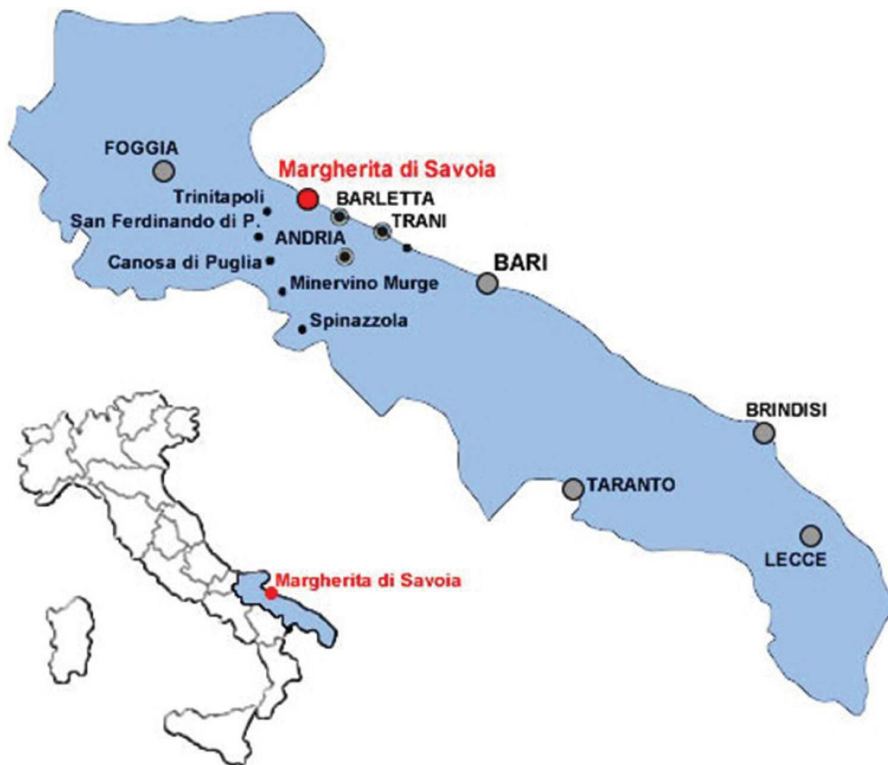 FOGGIA
Margherita di Savoia
Trinitapoli
BARLETTA
San Ferdinando di P.
TRANI
ANDRIA
Canosa di Puglia
BARI
Minervino Murge
Spinazzola
BRINDISI
TARANTO
LECCE
Margherita di Savoia